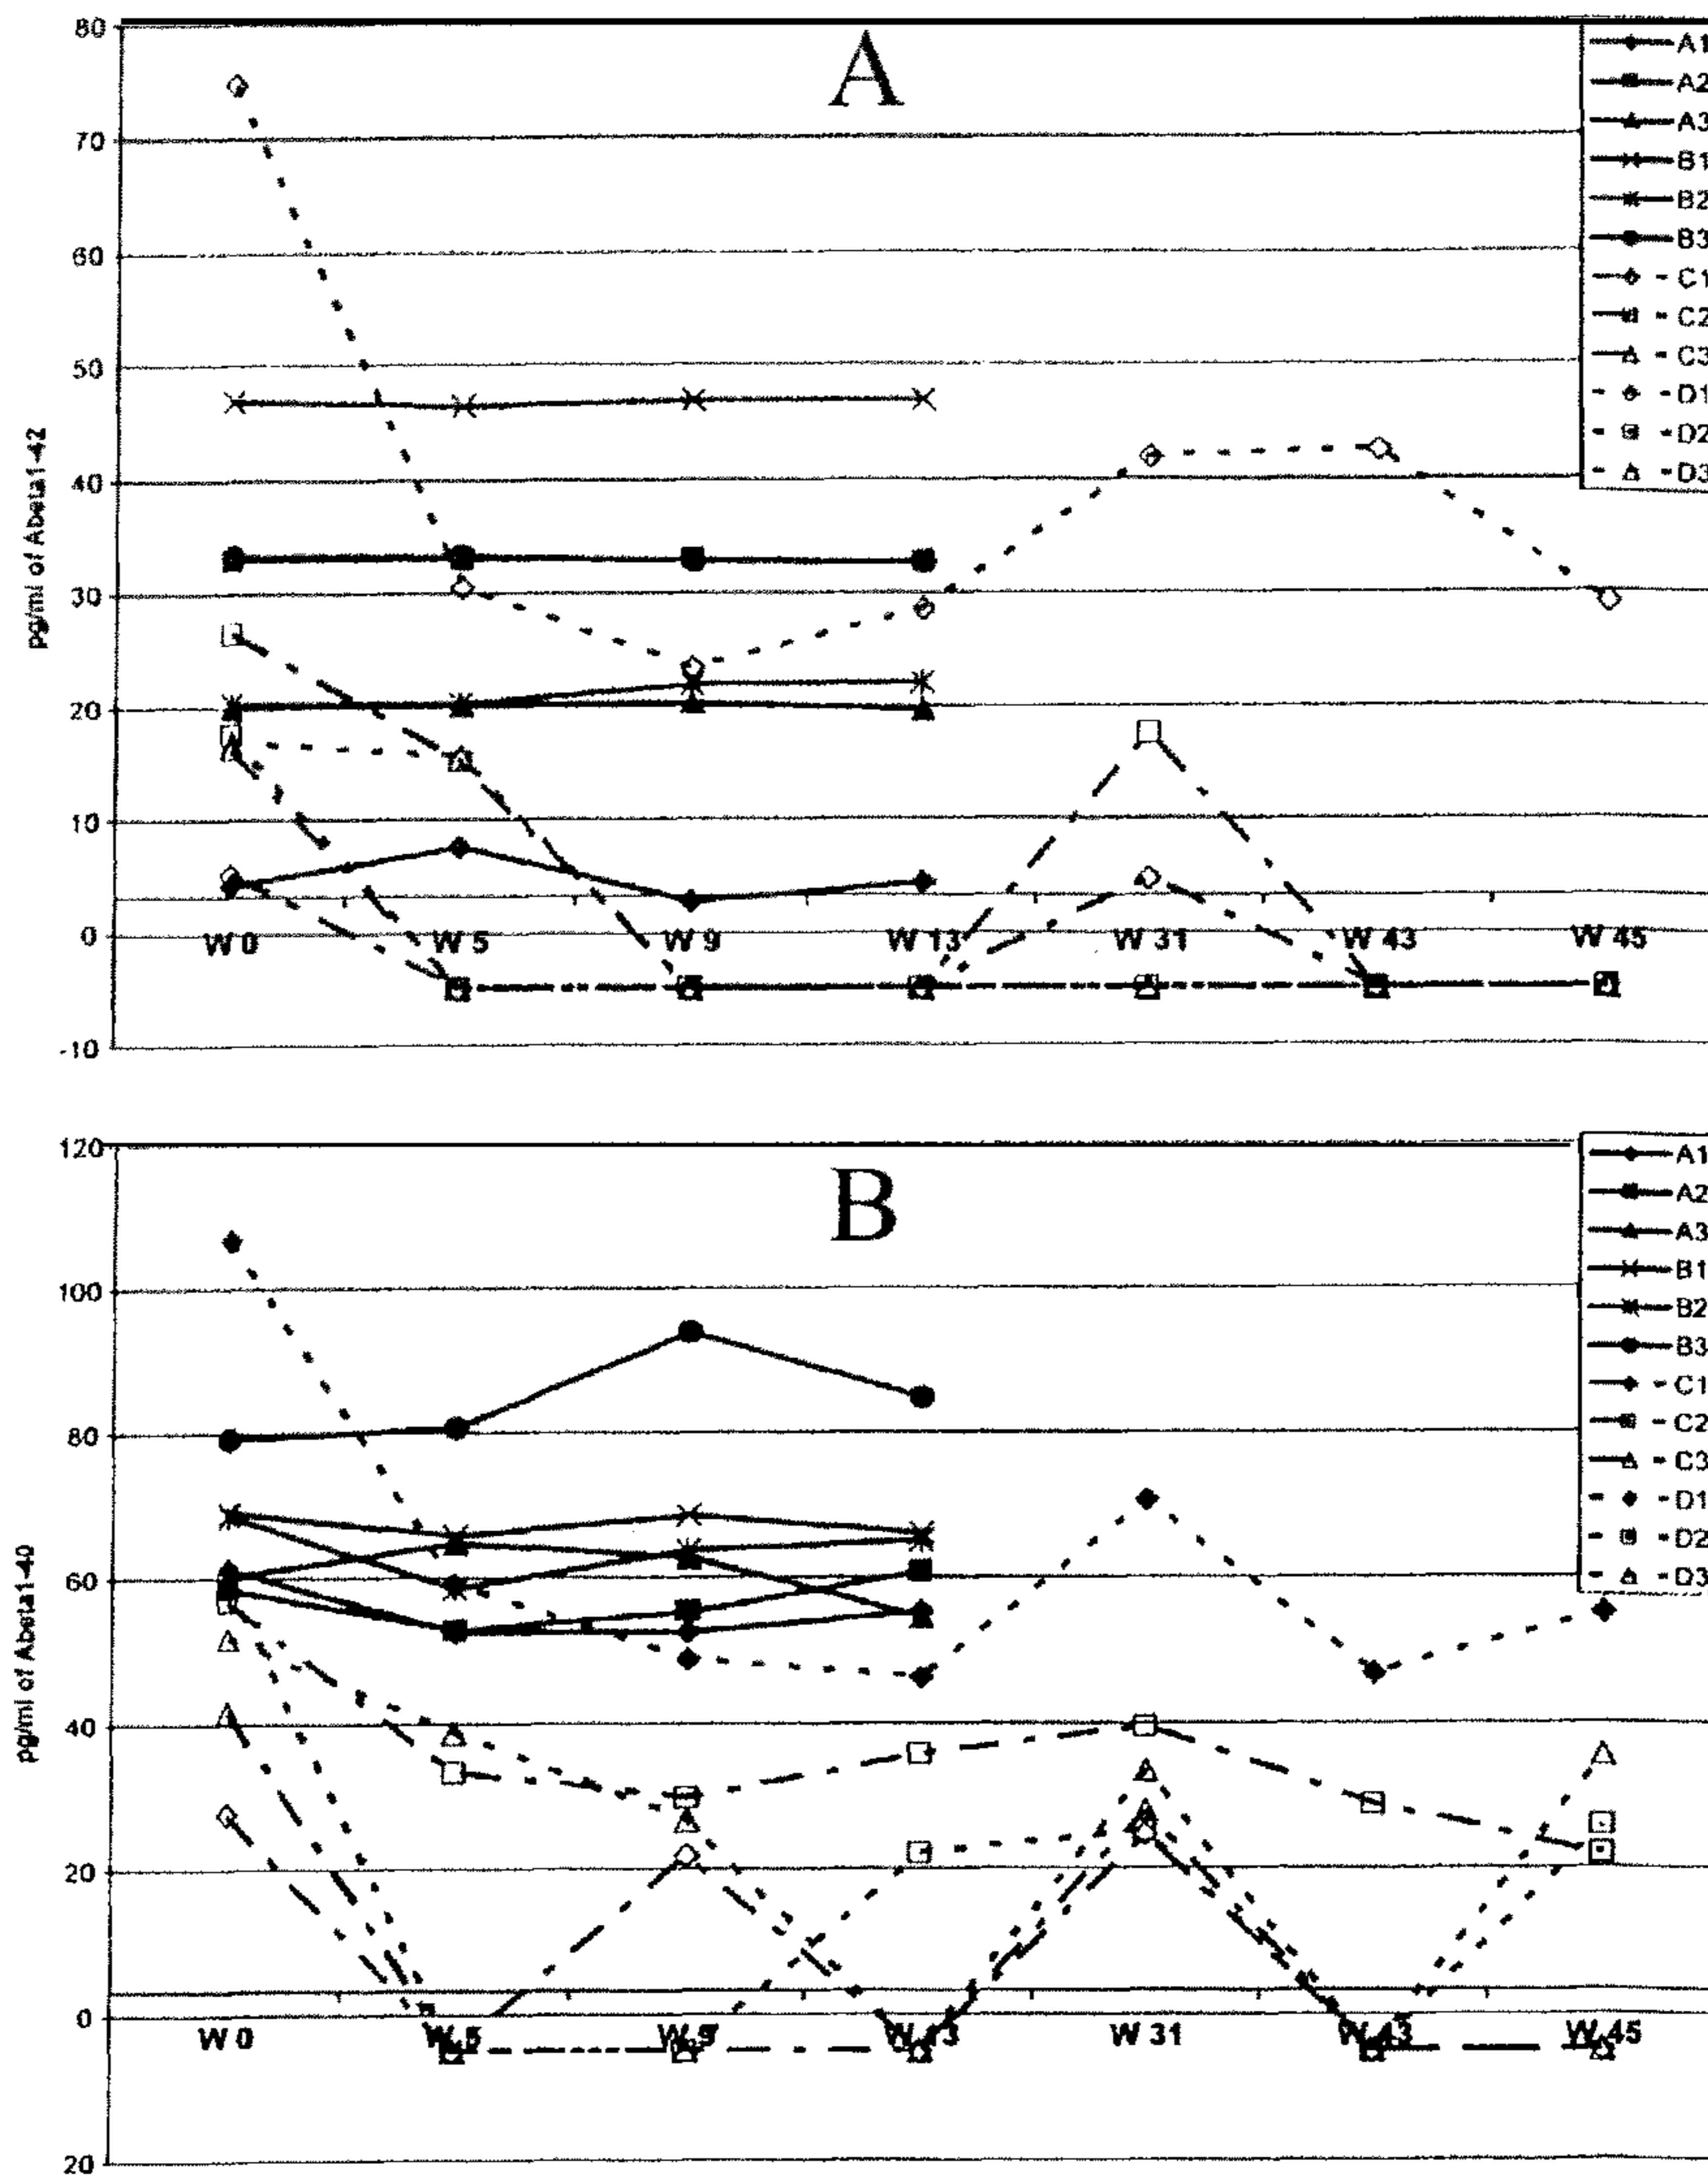 A
80
70
60
50
40
30
20
10
0
-10
pg/ml of Abeta1-42
W 0
W 5
W 9
W 13
W 31
W 43
W 45
A1
A2
A3
B1
B2
B3
C1
C2
C3
D1
D2
D3
B
120
100
80
60
40
20
0
20
pg/ml of Abeta1-40
W 0
W 5
W 9
W 13
W 31
W 43
W 45
A1
A2
A3
B1
B2
B3
C1
C2
C3
D1
D2
D3